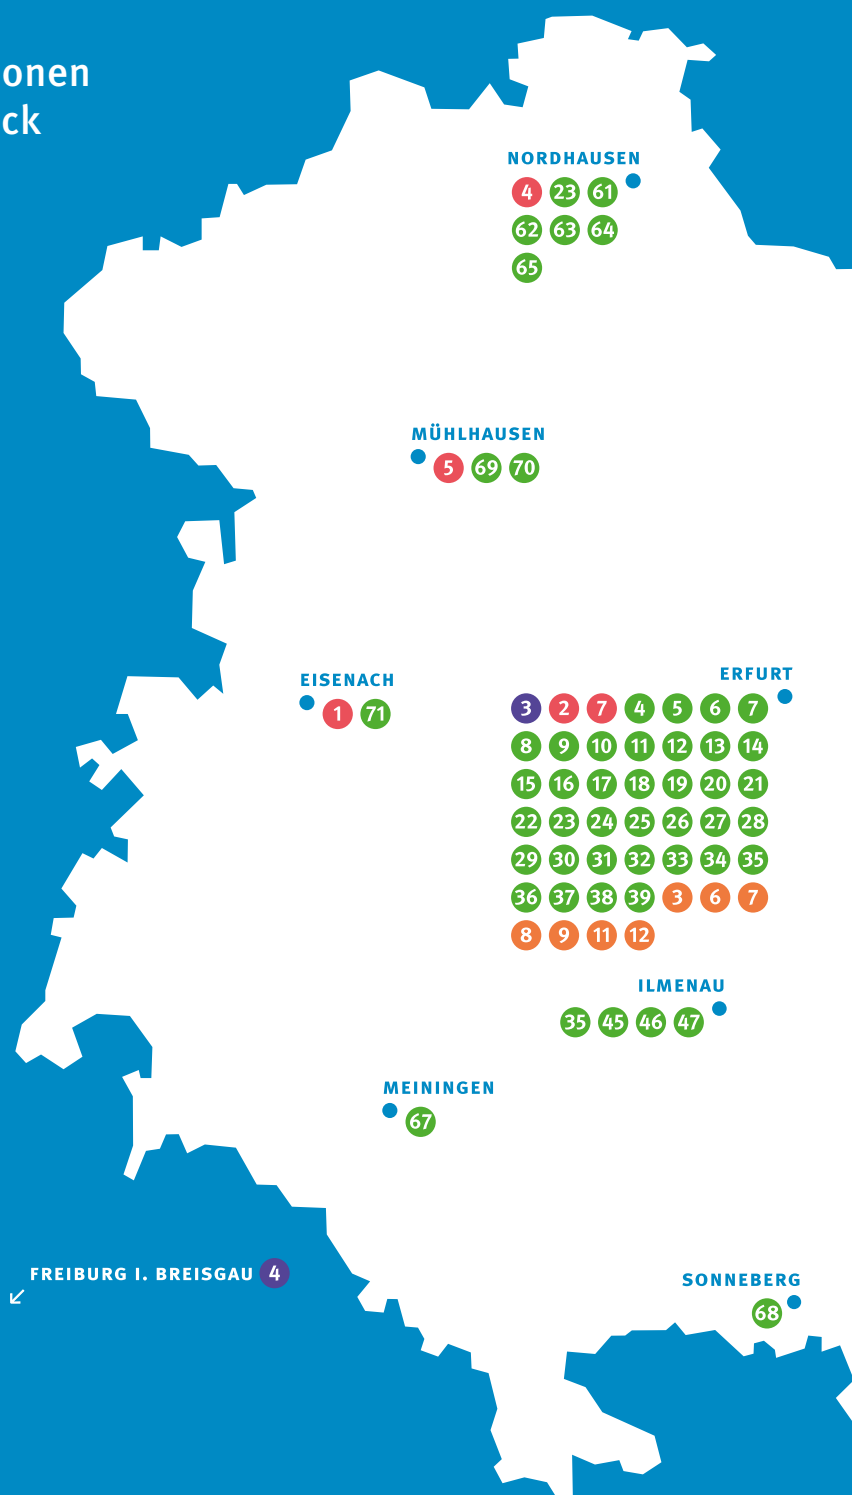 onen
ck
NORDHAUSEN
4 23 61
62 63 64
65
MÜHLHAUSEN
5 69 70
EISENACH
1 71
ERFURT
3 2 7 4 5 6 7
8 9 10 11 12 13 14
15 16 17 18 19 20 21
22 23 24 25 26 27 28
29 30 31 32 33 34 35
36 37 38 39 3 6 7
8 9 11 12
ILMENAU
35 45 46 47
MEININGEN
67
FREIBURG I. BREISGAU 4
SONNEBERG
68